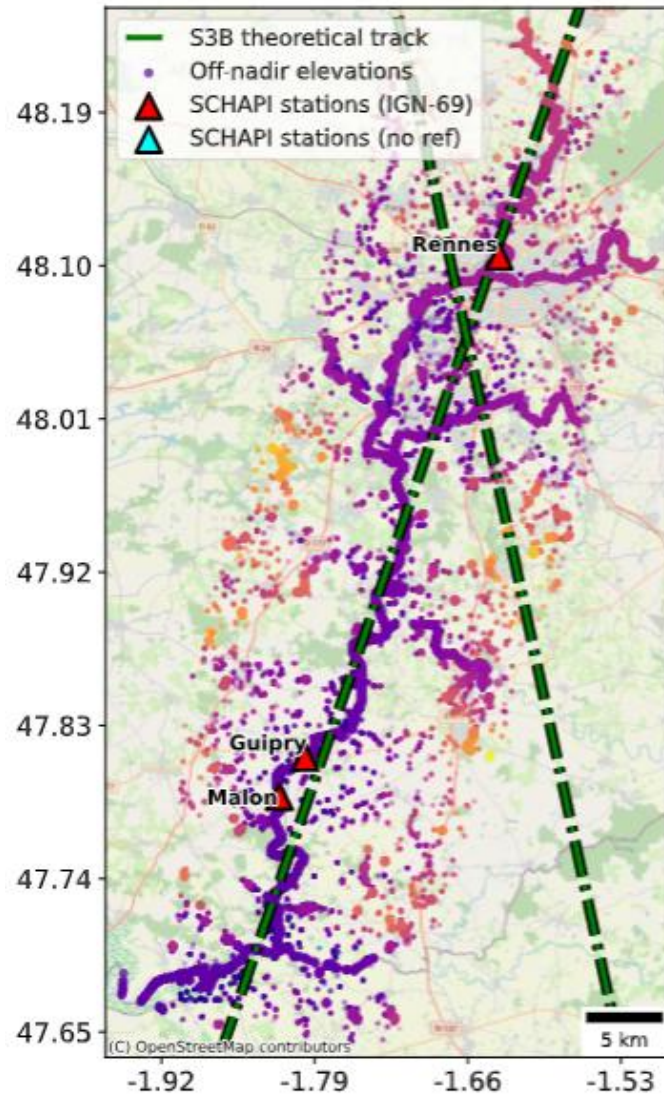 S3B theoretical track
Off-nadir elevations
SCHAPI stations (IGN-69)
SCHAPI stations (no ref)
48.19
48.10
48.01
47.92
47.83
47.74
47.65
Rennes
Guipry
Malon
5 km
(C) OpenStreetMap contributors
-1.92
-1.79
-1.66
-1.53